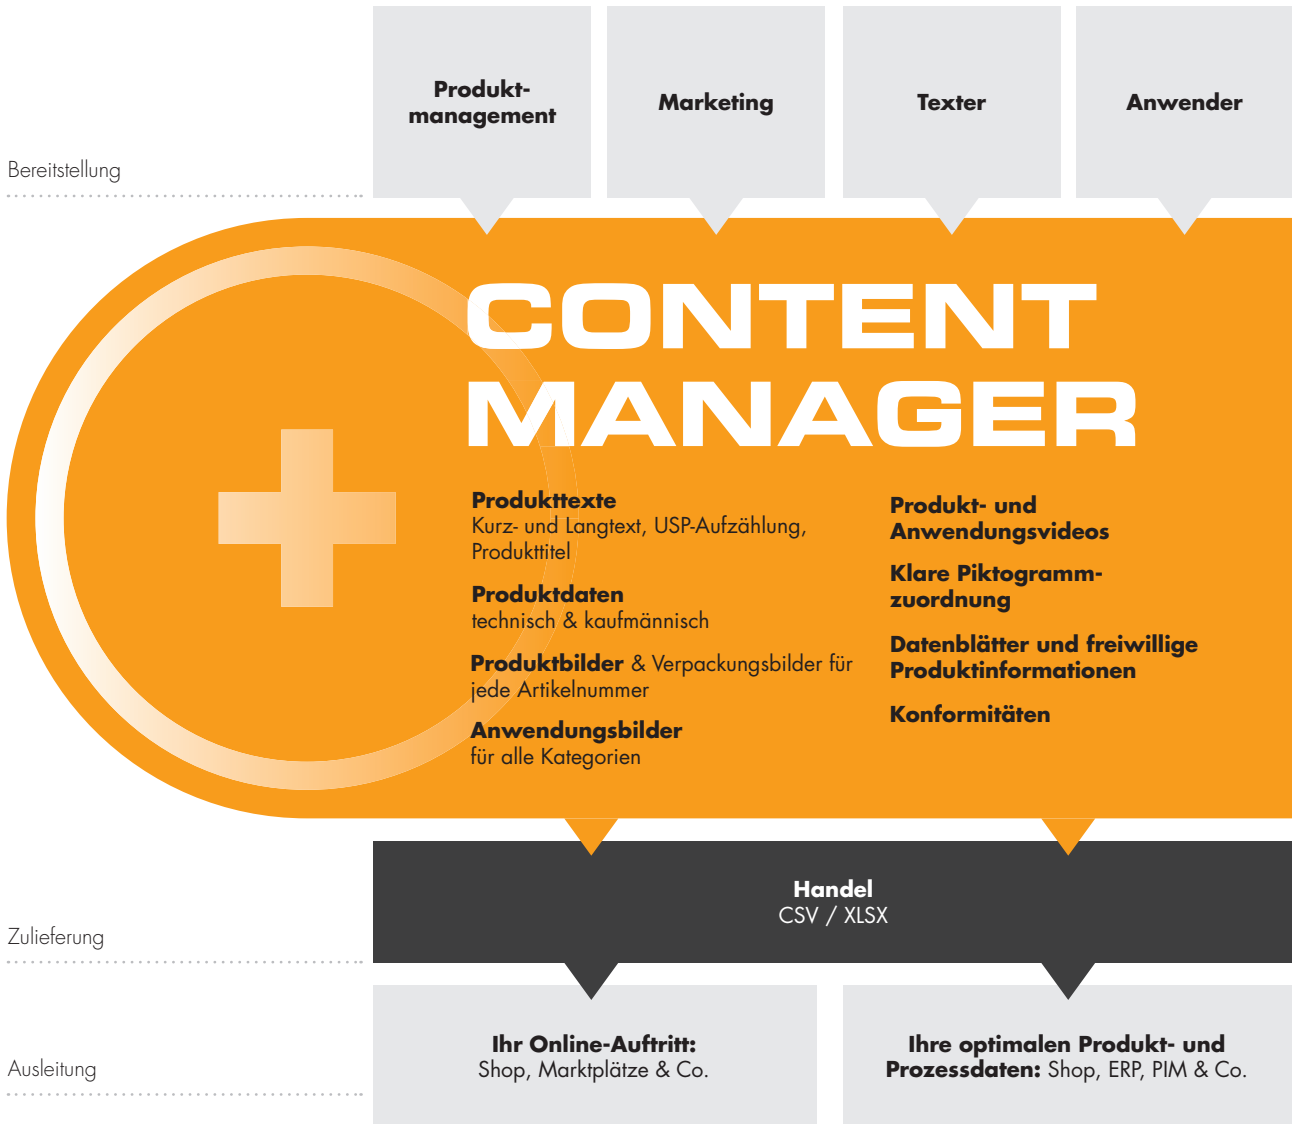 Produkt-
management
Marketing
Texter
Anwender
Bereitstellung
CONTENT
MANAGER
Produkttexte
Kurz- und Langtext, USP-Aufzählung,
Produkttitel
Produktdaten
technisch & kaufmännisch
Produktbilder & Verpackungsbilder für
jede Artikelnummer
Anwendungsbilder
für alle Kategorien
Produkt- und
Anwendungsvideos
Klare Piktogramm-
zuordnung
Datenblätter und freiwillige
Produktinformationen
Konformitäten
Handel
CSV / XLSX
Zulieferung
Ihr Online-Auftritt:
Shop, Marktplätze & Co.
Ihre optimalen Produkt- und
Prozessdaten: Shop, ERP, PIM & Co.
Ausleitung